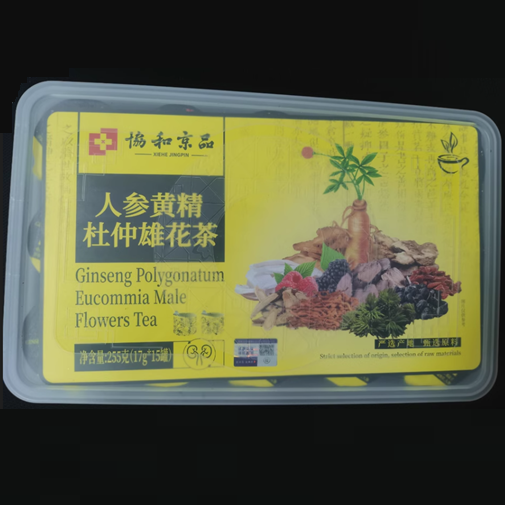 協和京品
XIEHE JINGPIN
人参黄精
杜仲雄花茶
Ginseng Polygonatum
Eucommia Male
Flowers Tea
净含量:255克(17g*15罐)
严选产地 甄选原料
Strict selection of origin, selection of raw materials